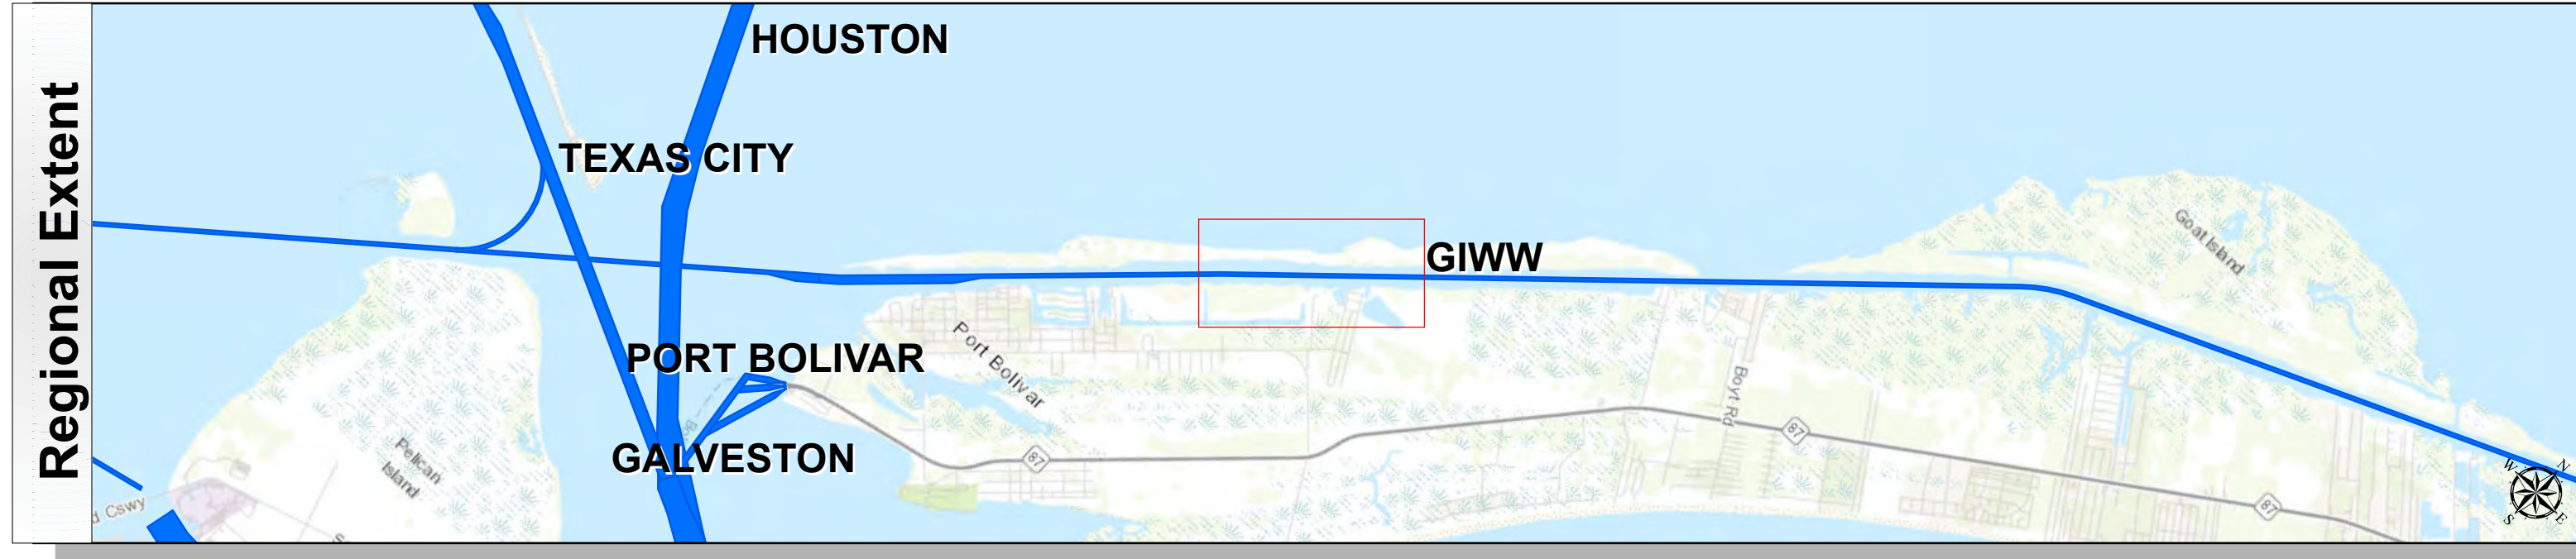 Regional Extent
HOUSTON
TEXAS CITY
GIWW
Goat Island
PORT BOLIVAR
Port Bolivar
Boyt Rd
GALVESTON
Pelican
Island
87
87
87
d Cswy
W
N
S
E